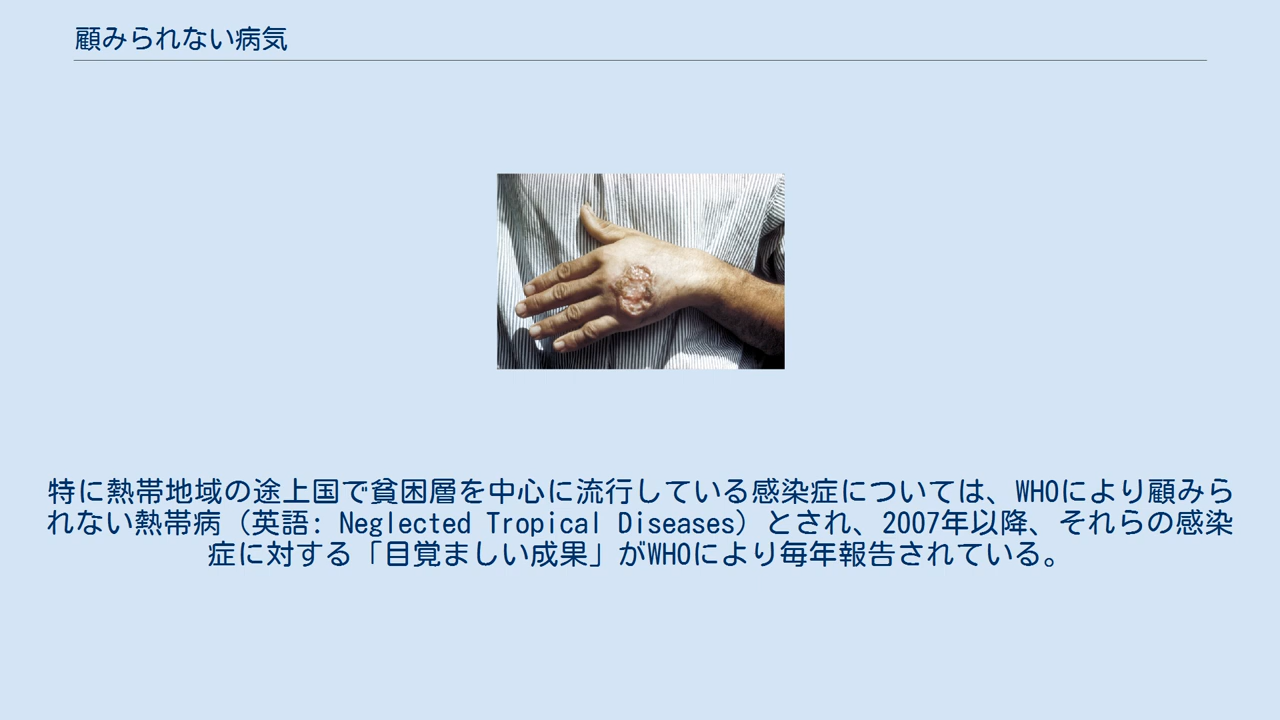 顧みられない病気
特に熱帯地域の途上国で貧困層を中心に流行している感染症については、WHOにより顧みら
れない熱帯病（英語: Neglected Tropical Diseases）とされ、2007年以降、それらの感染
症に対する「目覚ましい成果」がWHOにより毎年報告されている。